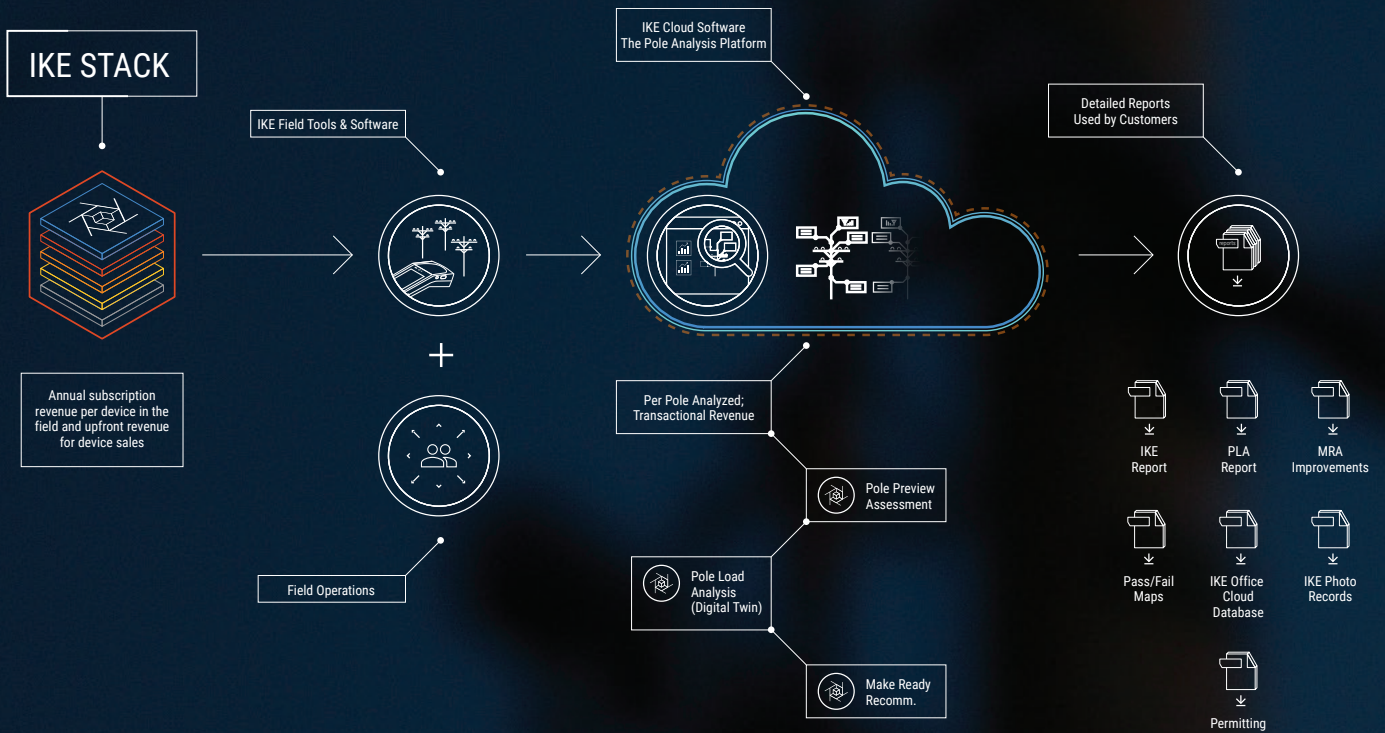 IKE STACK
Annual subscription
revenue per device in the
field and upfront revenue
for device sales
IKE Field Tools & Software
Field Operations
IKE Cloud Software
The Pole Analysis Platform
Per Pole Analyzed;
Transactional Revenue
Pole Preview
Assessment
Pole Load
Analysis
(Digital Twin)
Make Ready
Recomm.
Detailed Reports
Used by Customers
reports
IKE
Report
PLA
Report
MRA
Improvements
Pass/Fail
Maps
IKE Office
Cloud
Database
IKE Photo
Records
Permitting